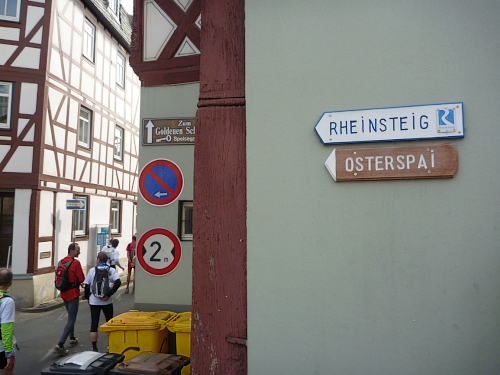 Zum
Goldenen
RHEINSTEIG
OSTERSPAI
2 m